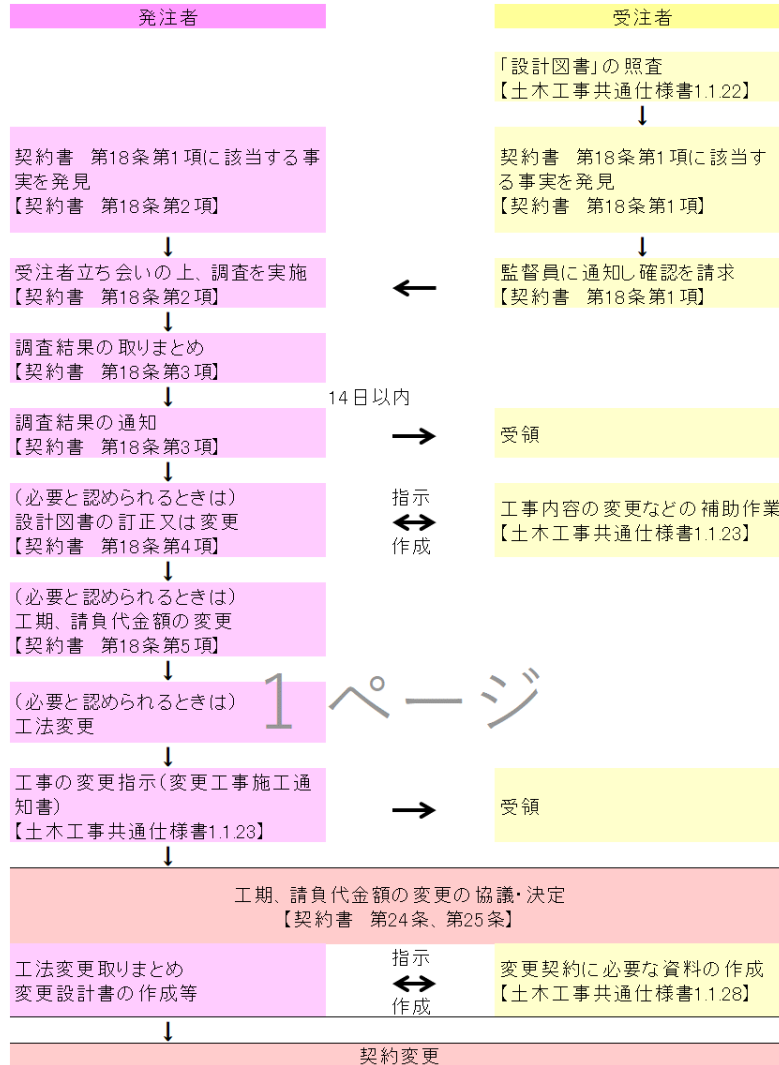 発注者
受注者
「設計図書」の照査
【土木工事共通仕様書1.1.22】
↓
契約書　第18条第1項に該当する事
実を発見
【契約書　第18条第2項】
契約書　第18条第1項に該当す
る事実を発見
【契約書　第18条第1項】
↓
↓
受注者立ち会いの上、調査を実施
【契約書　第18条第2項】
←
監督員に通知し確認を請求
【契約書　第18条第1項】
↓
調査結果の取りまとめ
【契約書　第18条第3項】
↓
14日以内
調査結果の通知
【契約書　第18条第3項】
→
受領
↓
(必要と認められるときは)
設計図書の訂正又は変更
【契約書　第18条第4項】
指示
↔
作成
工事内容の変更などの補助作業
【土木工事共通仕様書1.1.23】
↓
(必要と認められるときは)
工期、請負代金額の変更
【契約書　第18条第5項】
↓
1 ページ
(必要と認められるときは)
工法変更
↓
工事の変更指示(変更工事施工通
知書)
【土木工事共通仕様書1.1.23】
→
受領
↓
工期、請負代金額の変更の協議・決定
【契約書　第24条、第25条】
工法変更取りまとめ
変更設計書の作成等
指示
↔
作成
変更契約に必要な資料の作成
【土木工事共通仕様書1.1.28】
↓
契約変更